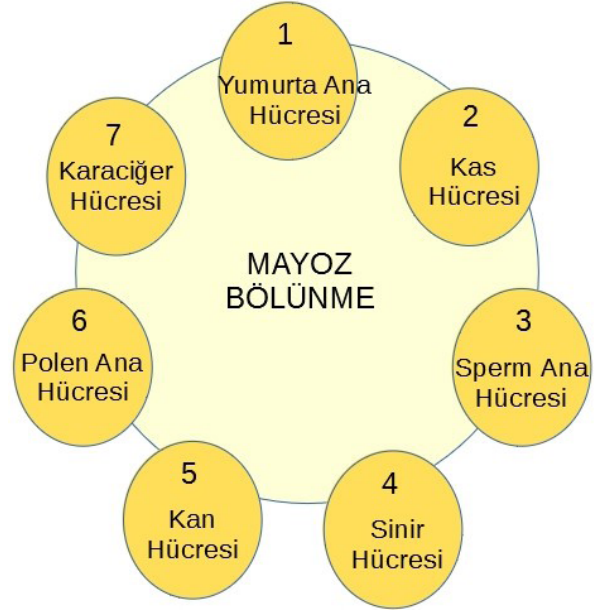 1
Yumurta Ana
Hücresi
2
Kas
Hücresi
3
Sperm Ana
Hücresi
4
Sinir
Hücresi
5
Kan
Hücresi
6
Polen Ana
Hücresi
7
Karaciğer
Hücresi
MAYOZ
BÖLÜNME